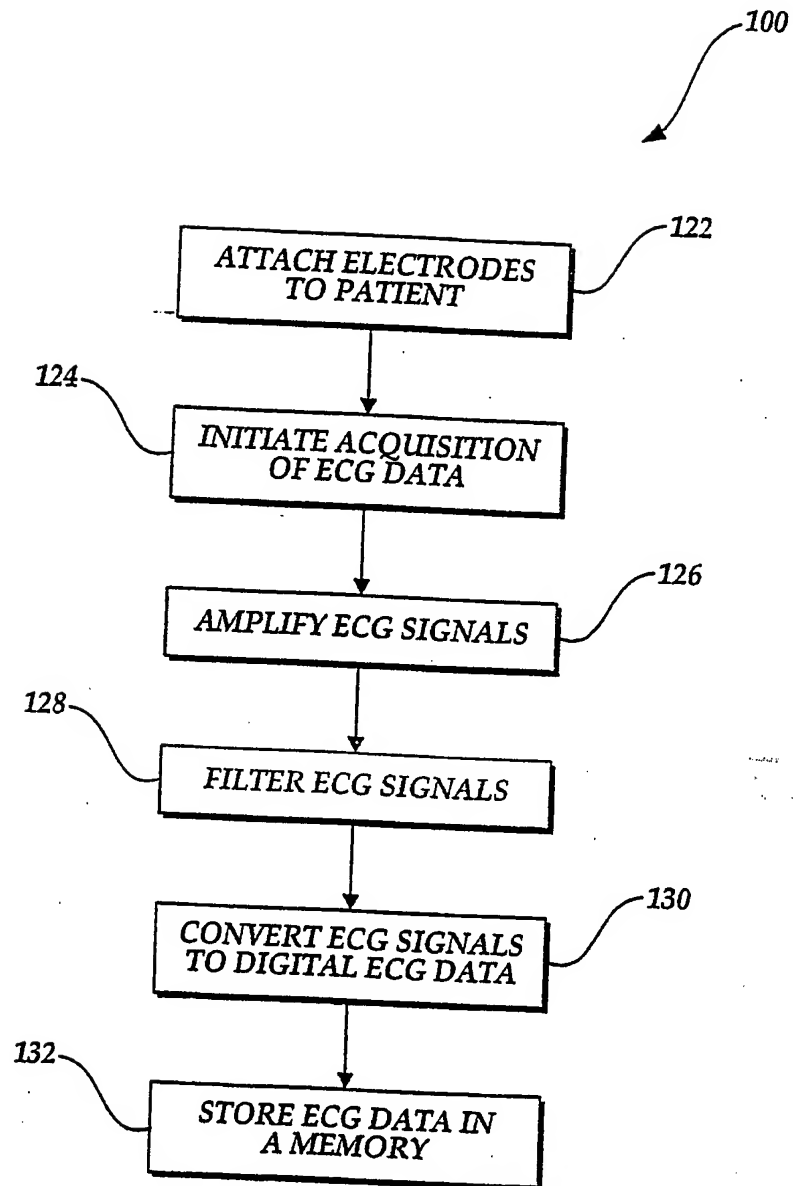 100
ATTACH ELECTRODES
TO PATIENT
122
124
INITIATE ACQUISITION
OF ECG DATA
AMPLIFY ECG SIGNALS
126
128
FILTER ECG SIGNALS
CONVERT ECG SIGNALS
TO DIGITAL ECG DATA
130
132
STORE ECG DATA IN
A MEMORY